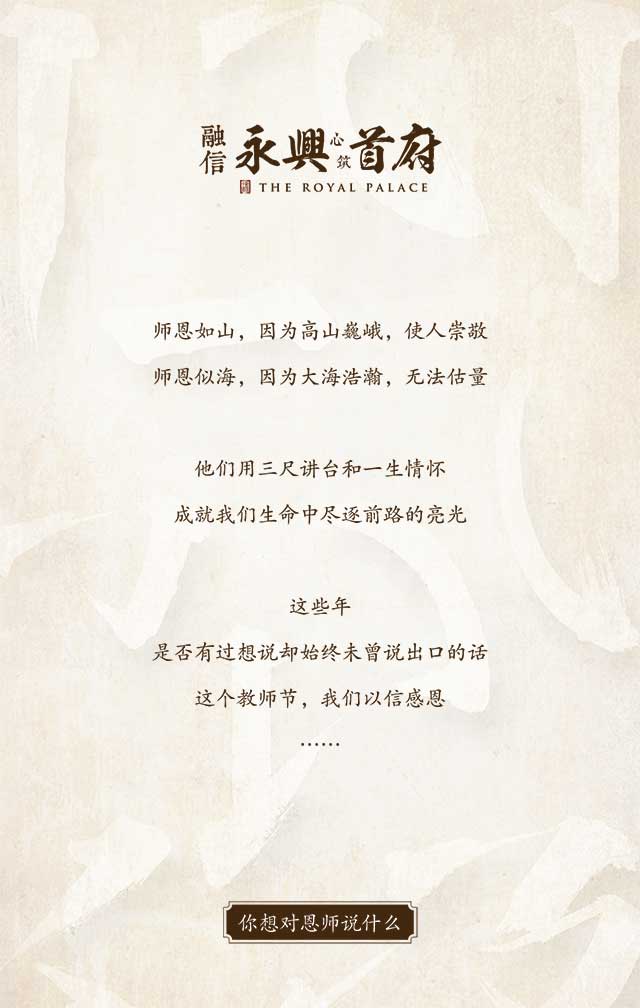 融信 永興 心筑 首府
THE ROYAL PALACE
师恩如山，因为高山巍峨，使人崇敬
师恩似海，因为大海浩瀚，无法估量
他们用三尺讲台和一生情怀
成就我们生命中尽逐前路的亮光
这些年
是否有过想说却始终未曾说出口的话
这个教师节，我们以信感恩
……
你想对恩师说什么